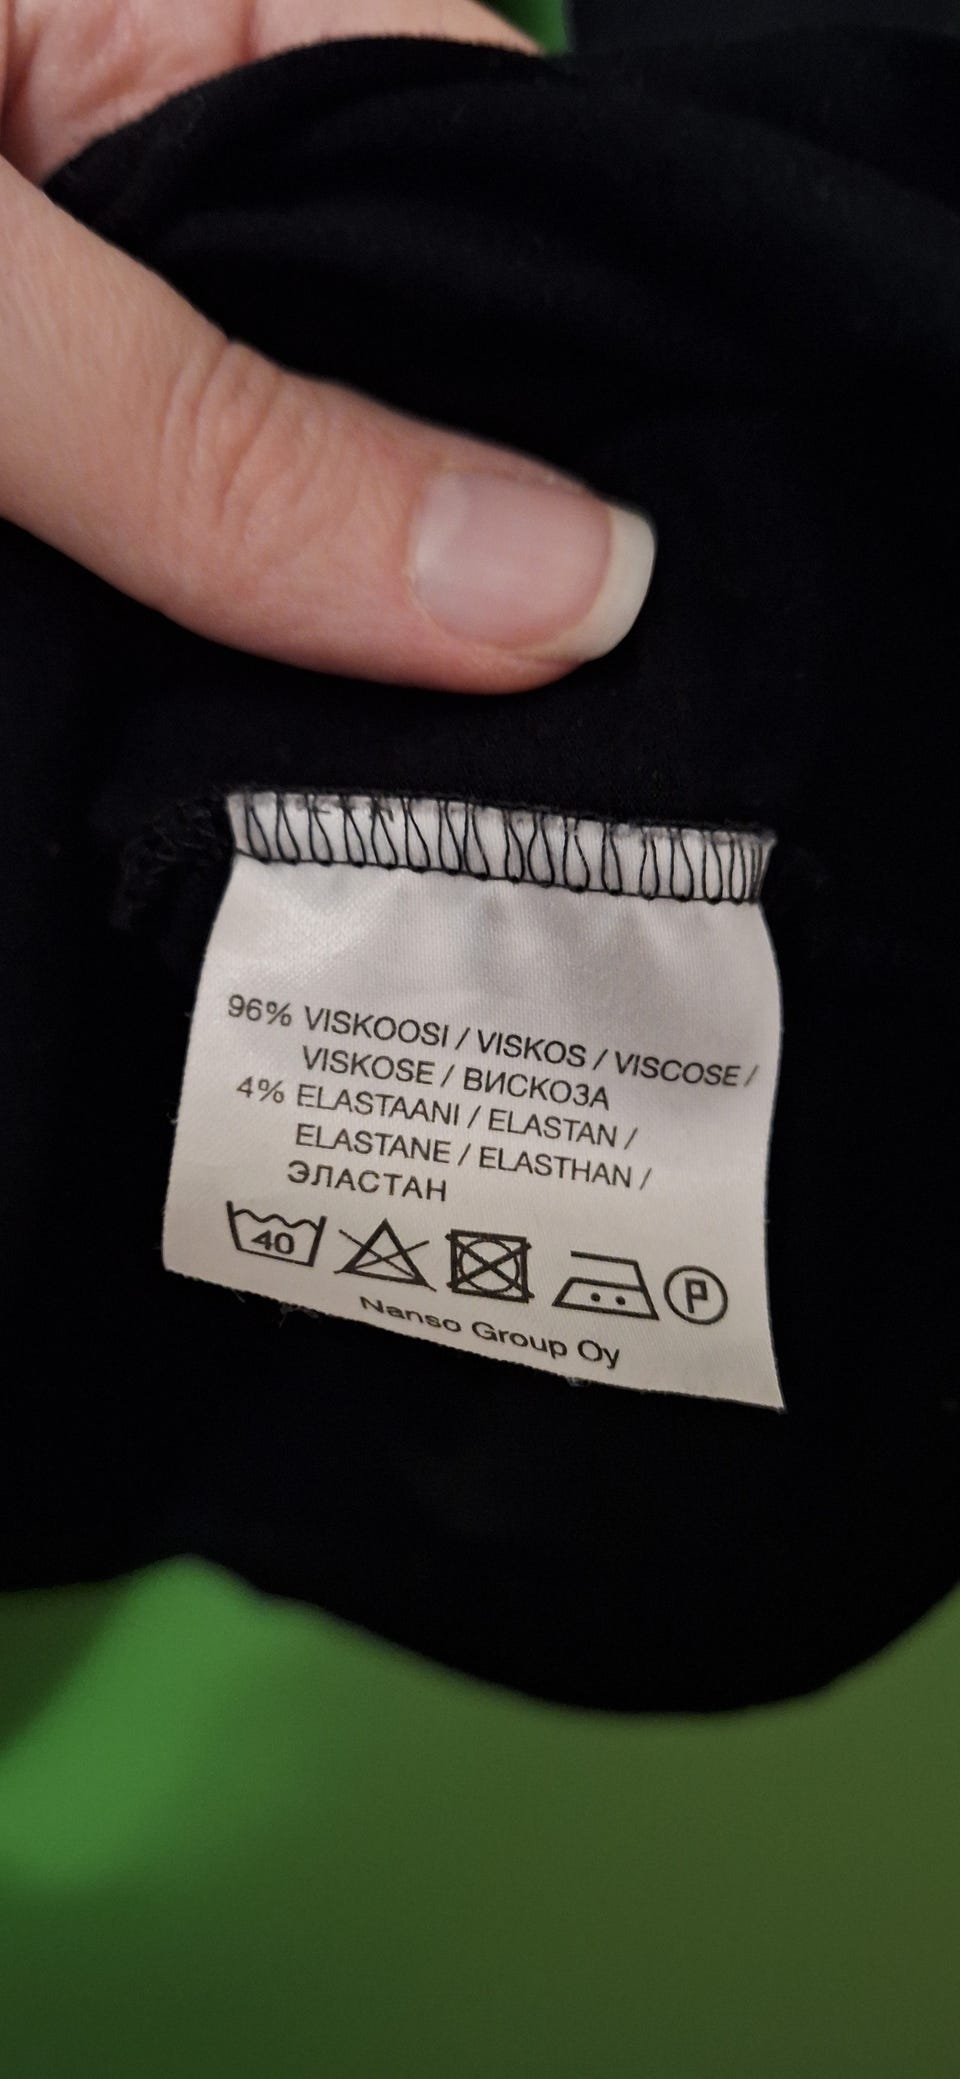 96% VISKOOSI / VISKOS / VISCOSE /
VISKOSE / ВИСКОЗА
4% ELASTAANI / ELASTAN /
ELASTANE / ELASTHAN /
ЭЛАСТАН
40 P
Nanso Group Oy